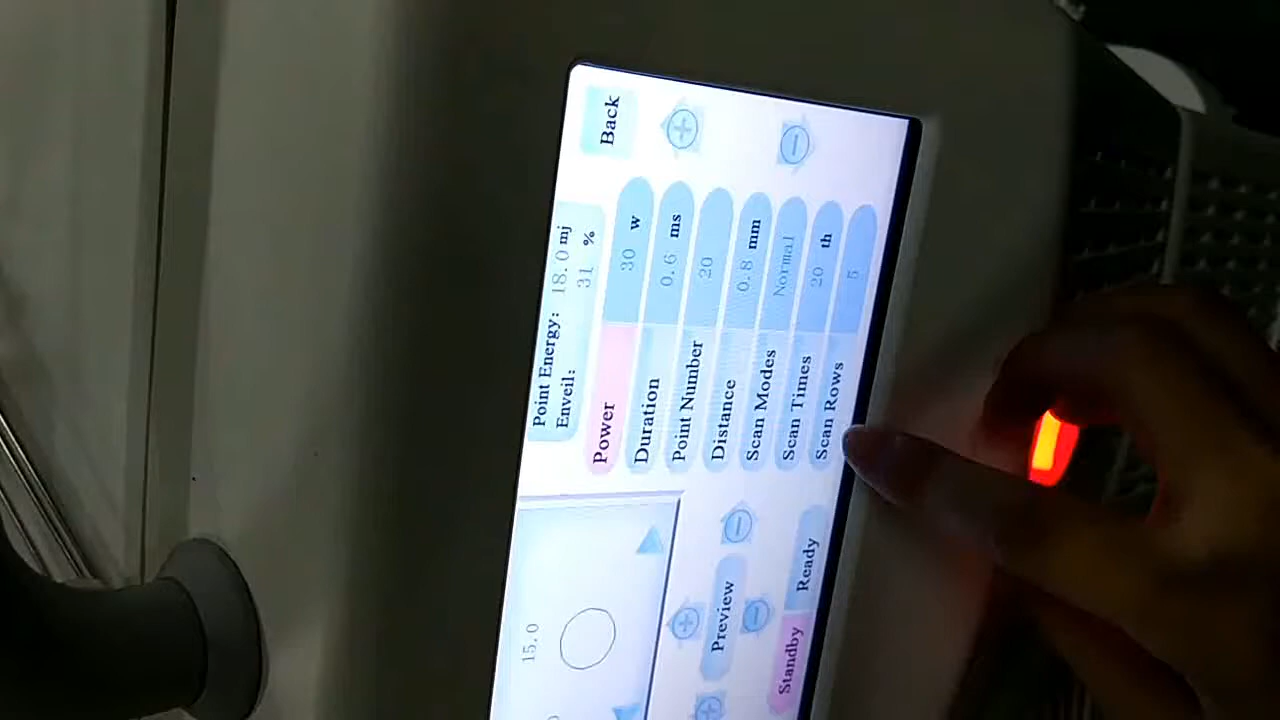 15.0
Preview
Standby Ready
Point Energy: 18.0 mj
Enveil: 31 %
Back
Power 30 w
Duration 0.6 ms
Point Number 20
Distance 0.8 mm
Scan Modes Normal
Scan Times 20 th
Scan Rows 5